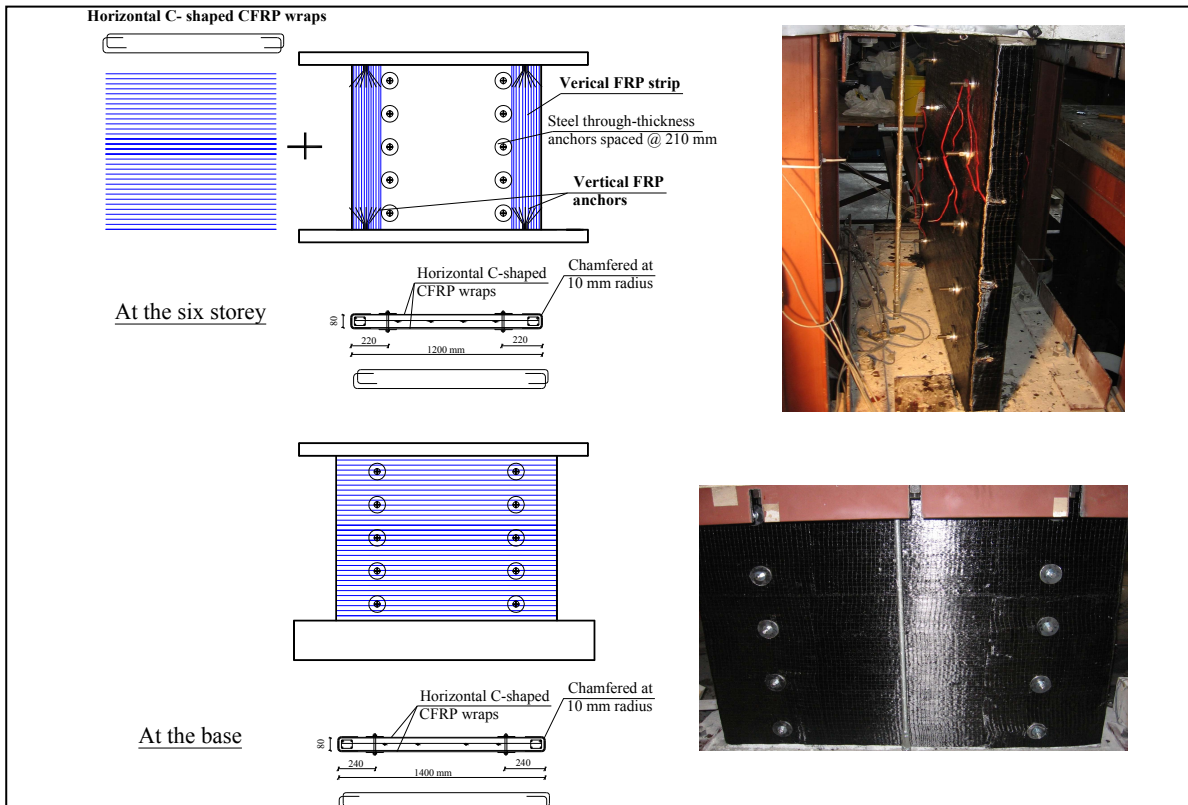 Horizontal C- shaped CFRP wraps
Verical FRP strip
Steel through-thickness
anchors spaced @ 210 mm
Vertical FRP
anchors
Horizontal C-shaped
CFRP wraps
Chamfered at
10 mm radius
At the six storey
80
220
220
1200 mm
Horizontal C-shaped
CFRP wraps
Chamfered at
10 mm radius
At the base
80
240
240
1400 mm